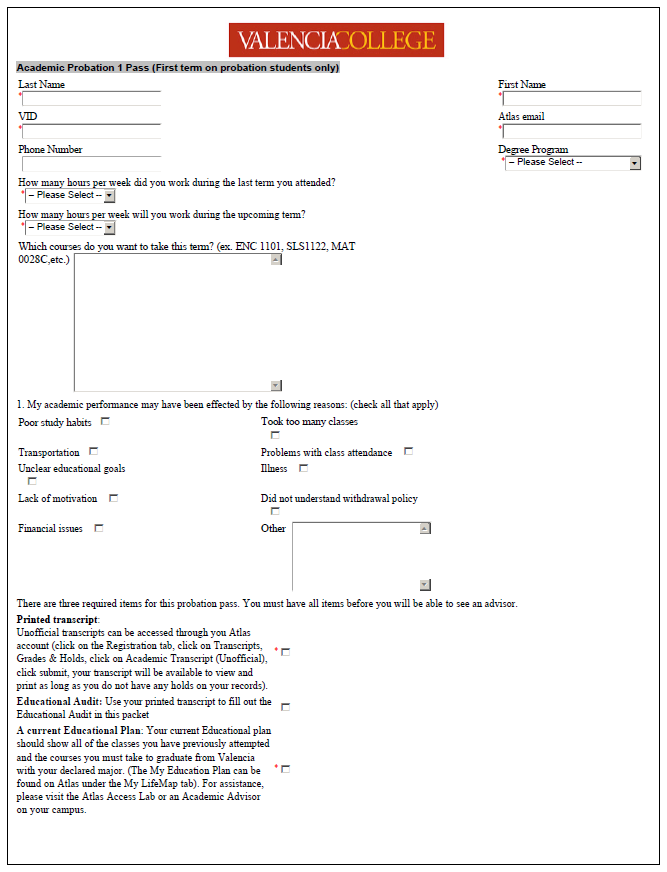 VALENCIACOLLEGE
Academic Probation 1 Pass (First term on probation students only)
Last Name First Name
* *
VID Atlas email
* *
Phone Number Degree Program
* -- Please Select --
How many hours per week did you work during the last term you attended?
* -- Please Select --
How many hours per week will you work during the upcoming term?
* -- Please Select --
Which courses do you want to take this term? (ex. ENC 1101, SLS1122, MAT
0028C,etc.)
1. My academic performance may have been effected by the following reasons: (check all that apply)
Poor study habits Took too many classes
Transportation Problems with class attendance
Unclear educational goals Illness
Lack of motivation Did not understand withdrawal policy
Financial issues Other
There are three required items for this probation pass. You must have all items before you will be able to see an advisor.
Printed transcript:
Unofficial transcripts can be accessed through you Atlas
account (click on the Registration tab, click on Transcripts,
Grades & Holds, click on Academic Transcript (Unofficial), *
click submit, your transcript will be available to view and
print as long as you do not have any holds on your records).
Educational Audit: Use your printed transcript to fill out the
Educational Audit in this packet
A current Educational Plan: Your current Educational plan
should show all of the classes you have previously attempted
and the courses you must take to graduate from Valencia
with your declared major. (The My Education Plan can be *
found on Atlas under the My LifeMap tab). For assistance,
please visit the Atlas Access Lab or an Academic Advisor
on your campus.